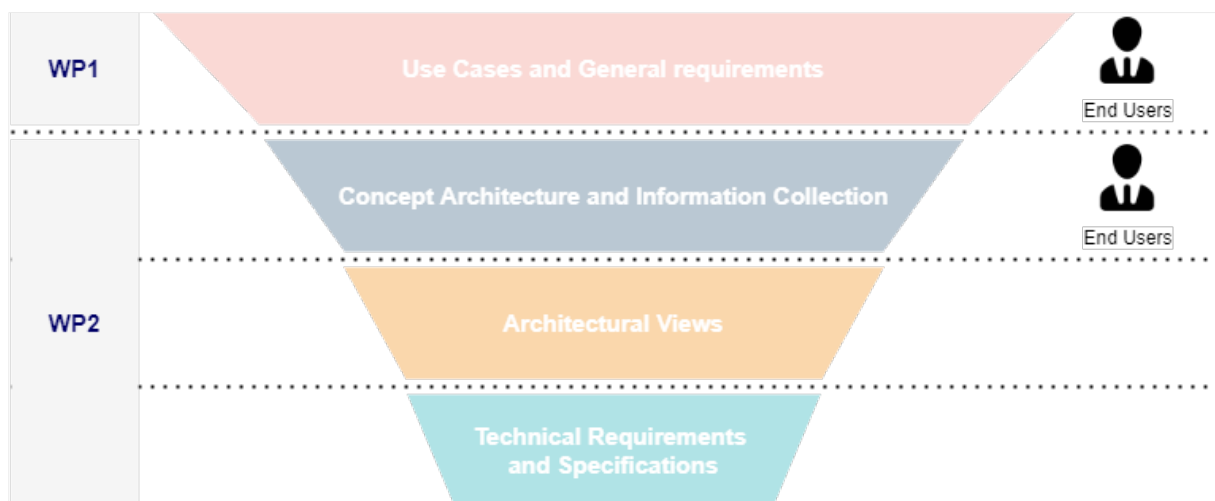 WP1
Use Cases and General requirements
End Users
Concept Architecture and Information Collection
End Users
WP2
Architectural Views
Technical Requirements
and Specifications